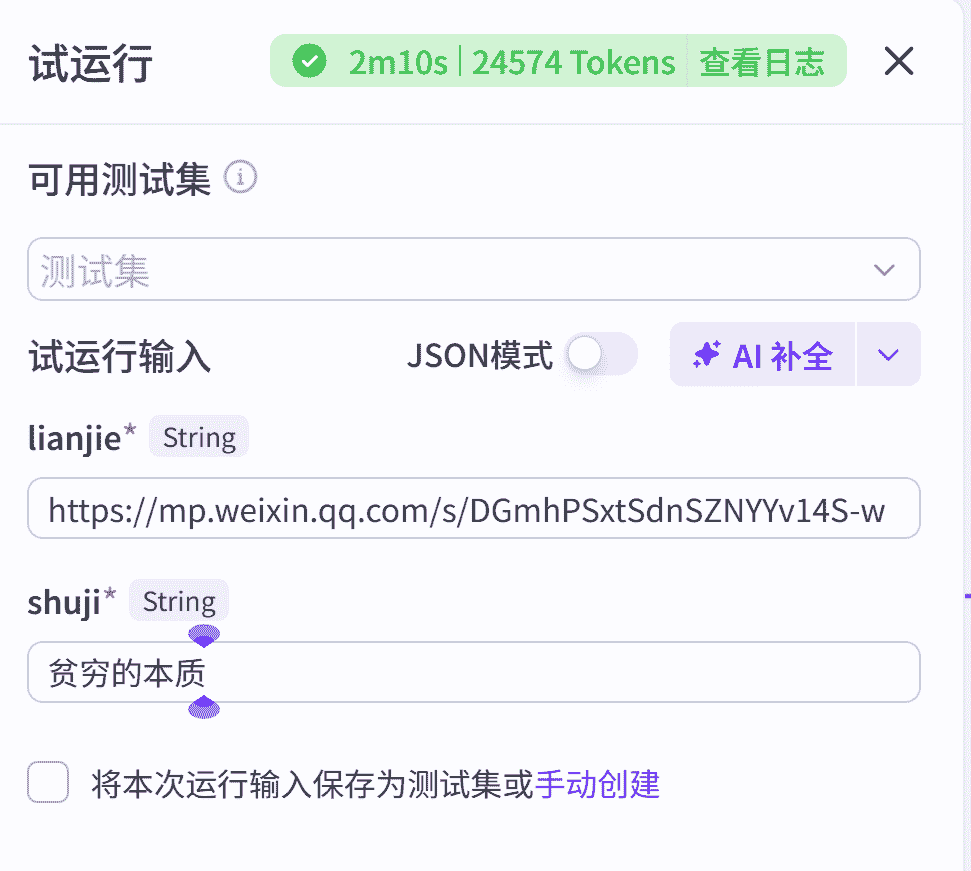 试运行
2m10s | 24574 Tokens 查看日志
可用测试集
测试集
试运行输入 JSON模式 AI 补全
lianjie* String
https://mp.weixin.qq.com/s/DGmhPSxtSdnSZNYYv14S-w
shuji* String
贫穷的本质
将本次运行输入保存为测试集或手动创建